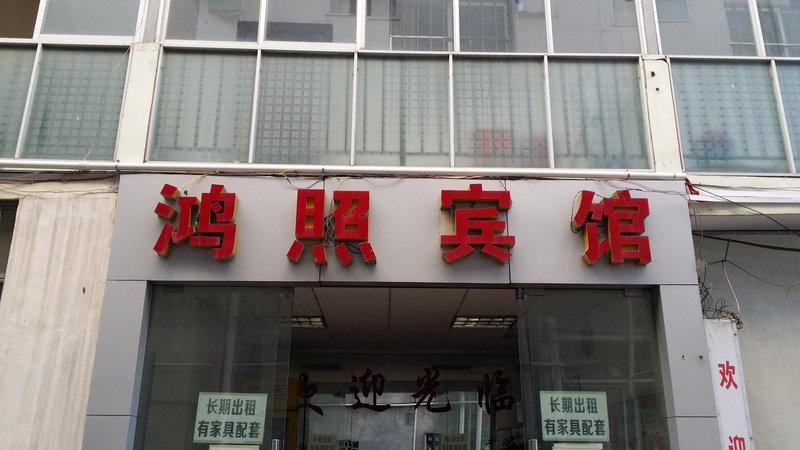 鸿照宾馆
欢迎光临
长期出租
有家具配套
长期出租
有家具配套
欢
迎